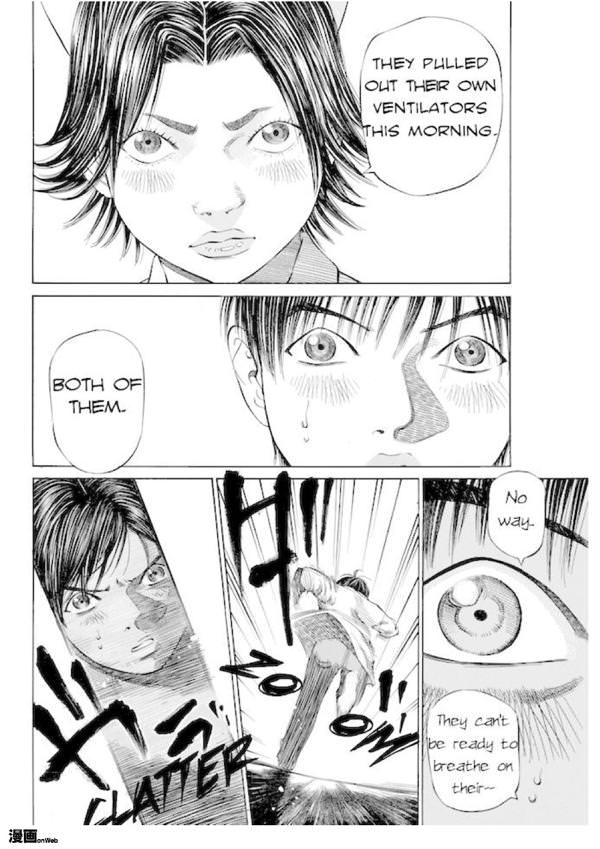 THEY PULLED
OUT THEIR OWN
VENTILATORS
THIS MORNING.
BOTH OF
THEM.
No
way.
They can't
be ready to
breathe on
their~
ZO
OM
CLATTER
漫画onWeb